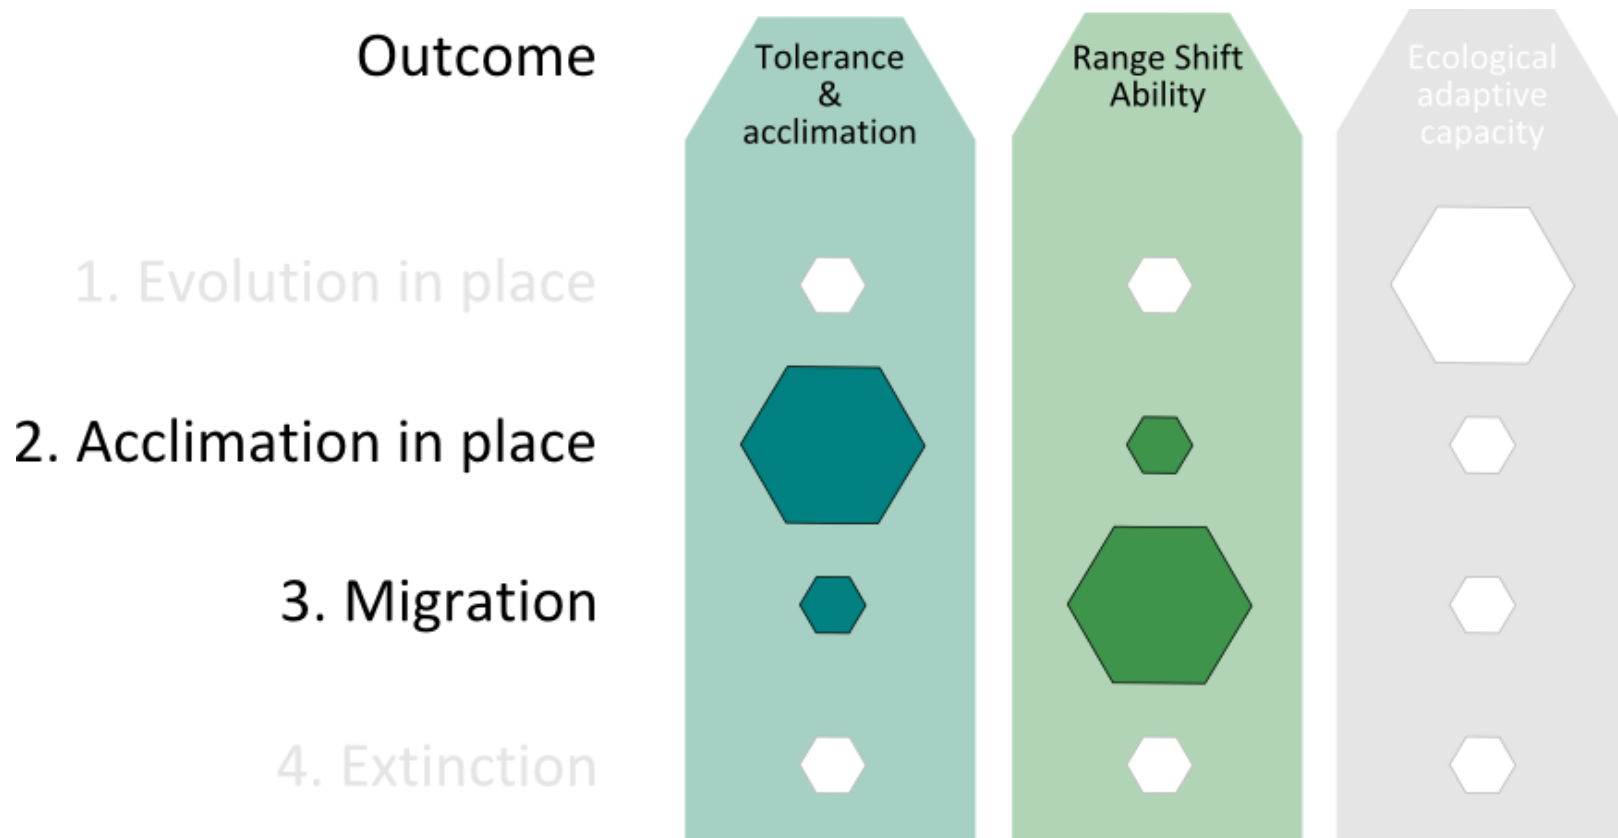 Outcome
Tolerance
&
acclimation
Range Shift
Ability
Ecological
adaptive
capacity
1. Evolution in place
2. Acclimation in place
3. Migration
4. Extinction